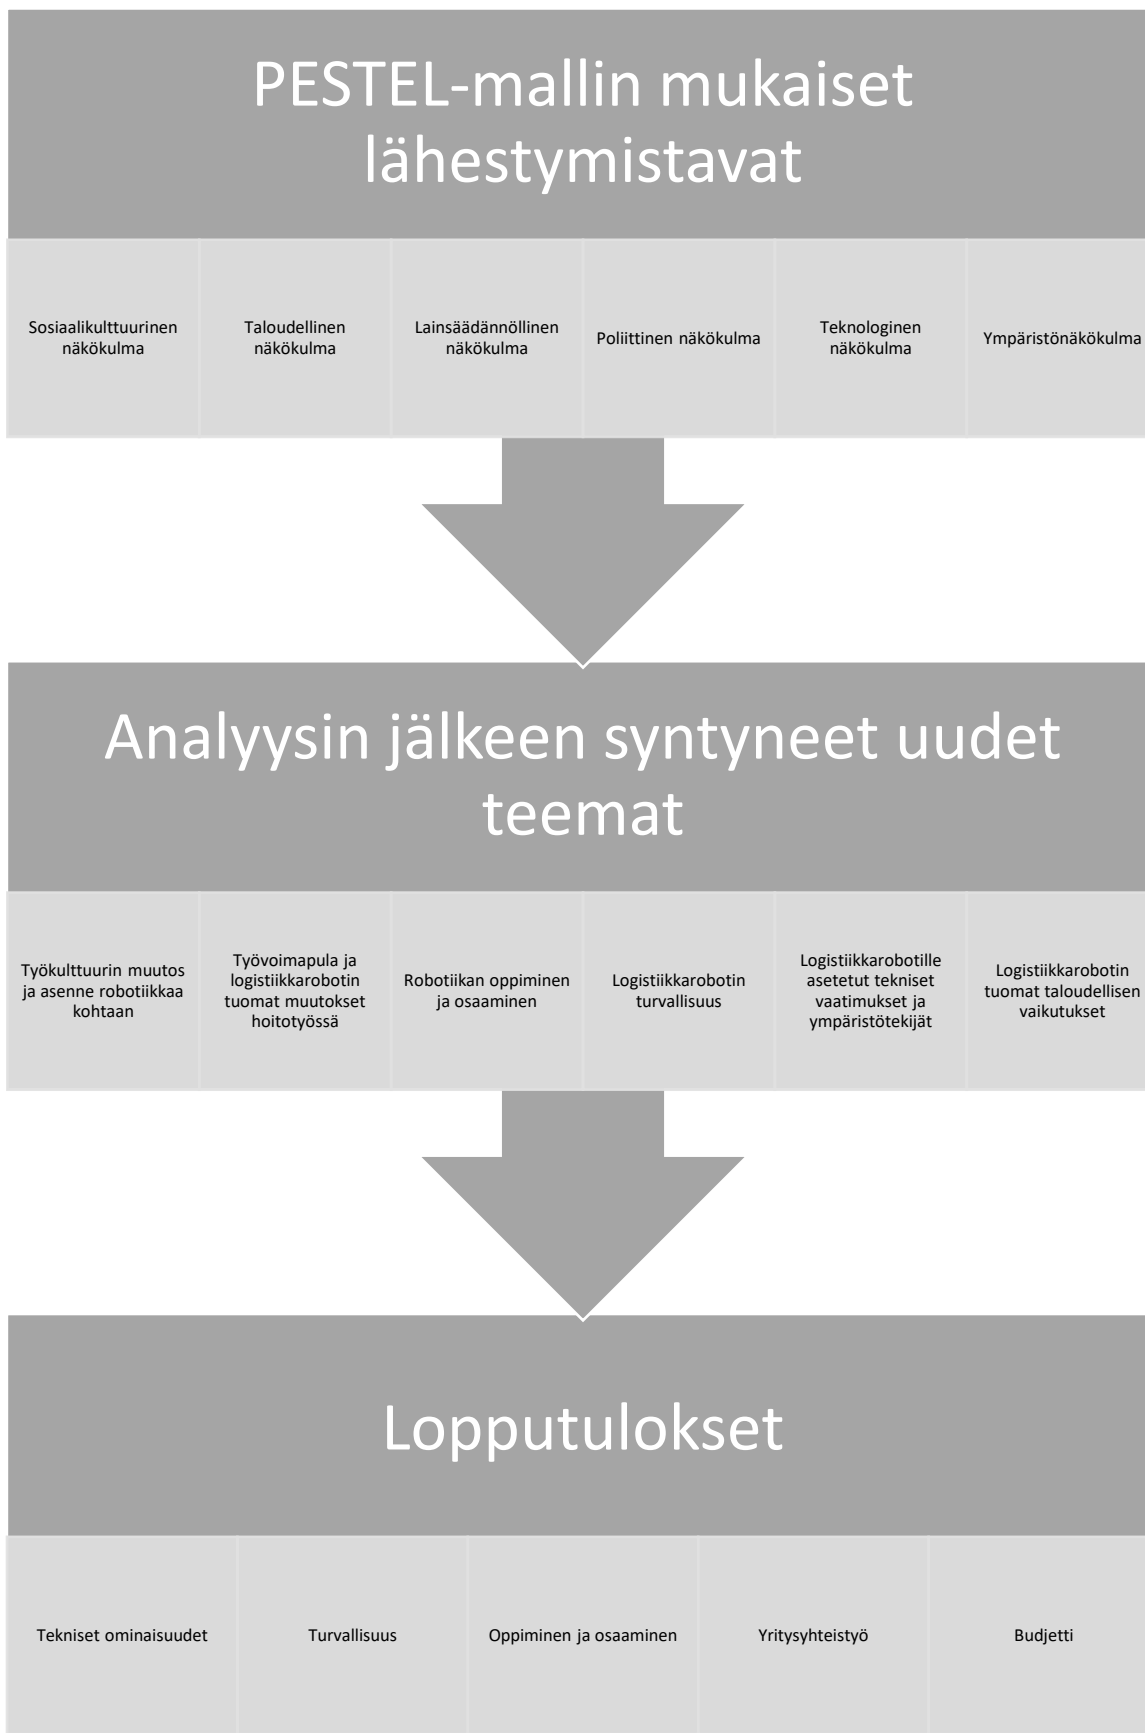 PESTEL-mallin mukaiset
lähestymistavat
Sosiaalikulttuurinen
näkökulma
Taloudellinen
näkökulma
Lainsäädännöllinen
näkökulma
Poliittinen näkökulma
Teknologinen
näkökulma
Ympäristönäkökulma
Analyysin jälkeen syntyneet uudet
teemat
Työkulttuurin muutos
ja asenne robotiikkaa
kohtaan
Työvoimapula ja
logistiikkarobotin
tuomat muutokset
hoitotyössä
Robotiikan oppiminen
ja osaaminen
Logistiikkarobotin
turvallisuus
Logistiikkarobotille
asetetut tekniset
vaatimukset ja
ympäristötekijät
Logistiikkarobotin
tuomat taloudellisen
vaikutukset
Lopputulokset
Tekniset ominaisuudet
Turvallisuus
Oppiminen ja osaaminen
Yritysyhteistyö
Budjetti